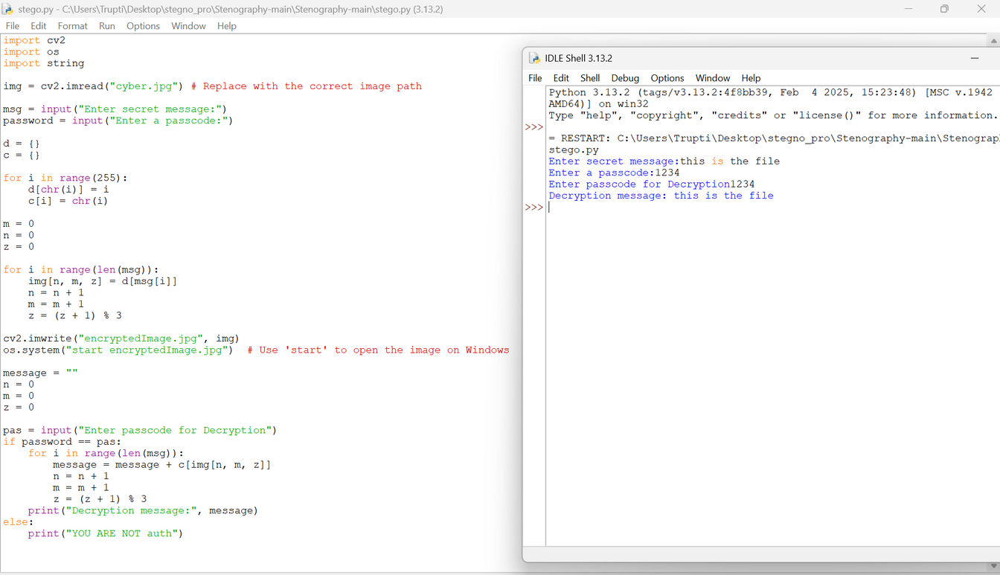 stego.py - C:\Users\Trupti\Desktop\stegno_pro\Stenography-main\Stenography-main\stego.py (3.13.2)
File Edit Format Run Options Window Help
import cv2
import os
import string
img = cv2.imread("cyber.jpg") # Replace with the correct image path
msg = input("Enter secret message:")
password = input("Enter a passcode:")
d = {}
c = {}
for i in range(255):
    d[chr(i)] = i
    c[i] = chr(i)
m = 0
n = 0
z = 0
for i in range(len(msg)):
    img[n, m, z] = d[msg[i]]
    n = n + 1
    m = m + 1
    z = (z + 1) % 3
cv2.imwrite("encryptedImage.jpg", img)
os.system("start encryptedImage.jpg")  # Use 'start' to open the image on Windows
message = ""
n = 0
m = 0
z = 0
pas = input("Enter passcode for Decryption")
if password == pas:
    for i in range(len(msg)):
        message = message + c[img[n, m, z]]
        n = n + 1
        m = m + 1
        z = (z + 1) % 3
    print("Decryption message:", message)
else:
    print("YOU ARE NOT auth")
IDLE Shell 3.13.2
File Edit Shell Debug Options Window Help
Python 3.13.2 (tags/v3.13.2:4f8bb39, Feb  4 2025, 15:23:48) [MSC v.1942
AMD64)] on win32
Type "help", "copyright", "credits" or "license()" for more information.
>>>
= RESTART: C:\Users\Trupti\Desktop\stegno_pro\Stenography-main\Stenograp
stego.py
Enter secret message:this is the file
Enter a passcode:1234
Enter passcode for Decryption1234
Decryption message: this is the file
>>>